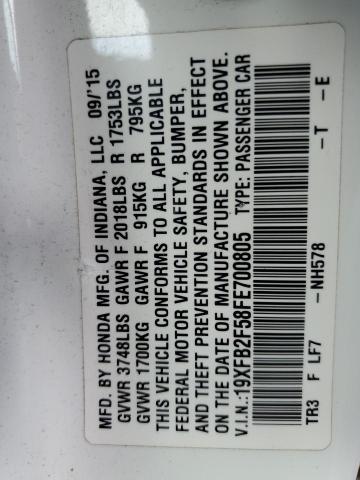 MFD. BY HONDA MFG. OF INDIANA, LLC 09/'15
GVWR 3748LBS GAWR F 2018LBS R 1753LBS
GVWR 1700KG GAWR F 915KG R 795KG
THIS VEHICLE CONFORMS TO ALL APPLICABLE
FEDERAL MOTOR VEHICLE SAFETY, BUMPER,
AND THEFT PREVENTION STANDARDS IN EFFECT
ON THE DATE OF MANUFACTURE SHOWN ABOVE.
V.I.N.:19XFB2F58FE700805 TYPE: PASSENGER CAR
TR3 F LF7 -NH578 -T -E